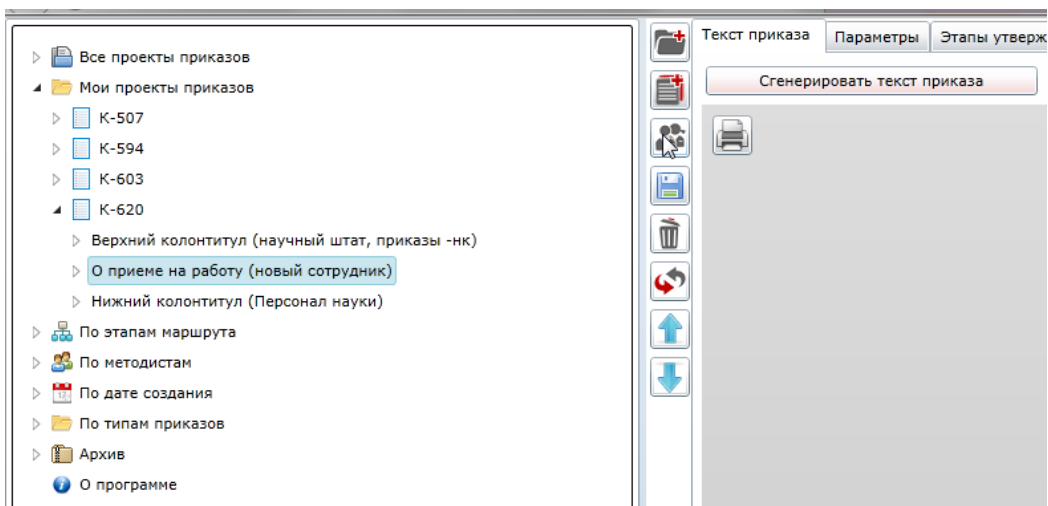 Все проекты приказов
Мои проекты приказов
К-507
К-594
К-603
К-620
Верхний колонтитул (научный штат, приказы -нк)
О приеме на работу (новый сотрудник)
Нижний колонтитул (Персонал науки)
По этапам маршрута
По методистам
По дате создания
По типам приказов
Архив
О программе
Текст приказа Параметры Этапы утверж
Сгенерировать текст приказа